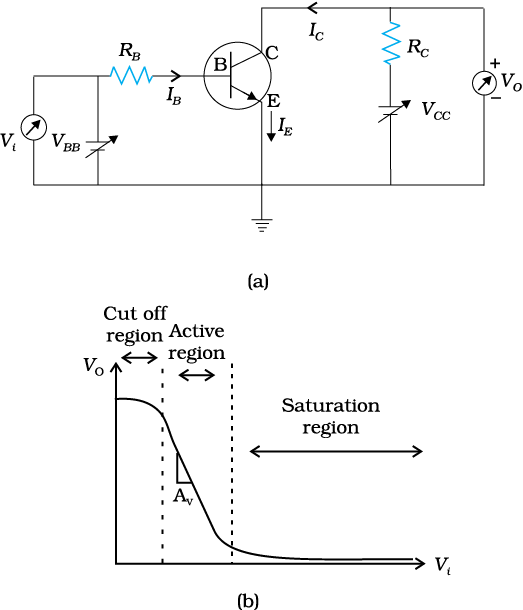 I_C
R_B
B
C
R_C
+
V_O
−
I_B
E
V_CC
V_i
V_BB
I_E
(a)
Cut off
region
Active
region
V_O
Saturation
region
A_v
V_i
(b)